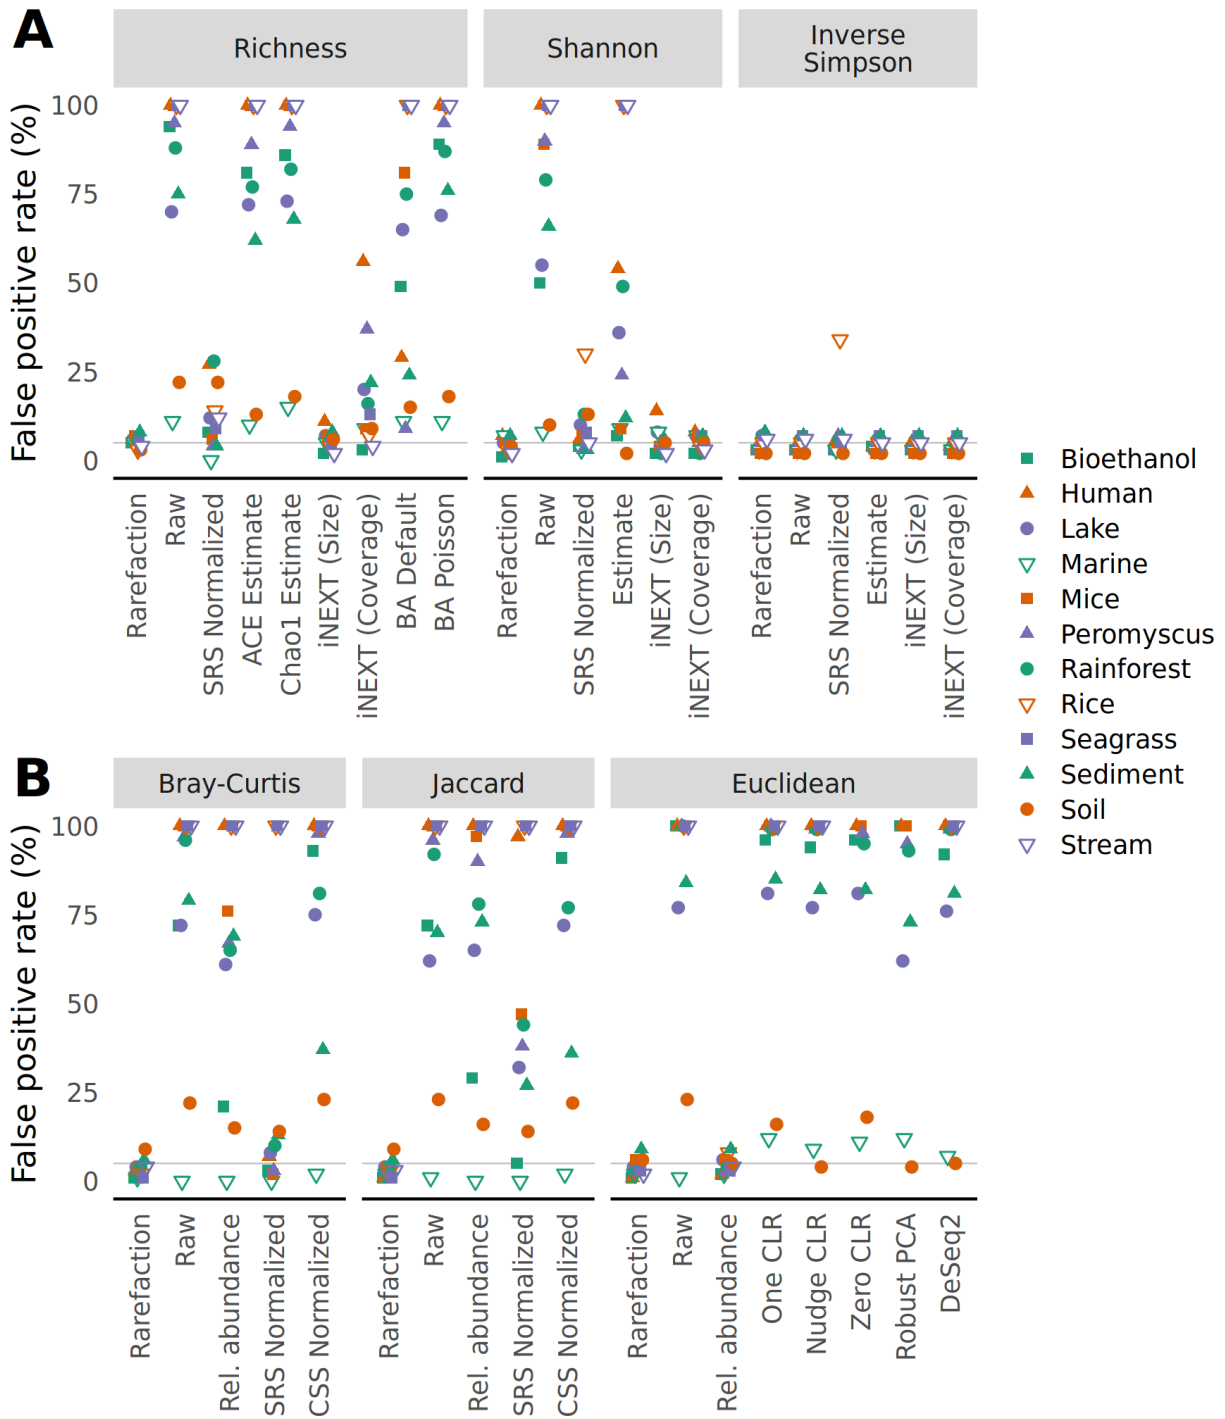 A
Richness
Shannon
Inverse
Simpson
False positive rate (%)
100
75
50
25
0
Rarefaction
Raw
SRS Normalized
ACE Estimate
Chao1 Estimate
iNEXT (Size)
iNEXT (Coverage)
BA Default
BA Poisson
Rarefaction
Raw
SRS Normalized
Estimate
iNEXT (Size)
iNEXT (Coverage)
Rarefaction
Raw
SRS Normalized
Estimate
iNEXT (Size)
iNEXT (Coverage)
Bioethanol
Human
Lake
Marine
Mice
Peromyscus
Rainforest
Rice
Seagrass
Sediment
Soil
Stream
B
Bray-Curtis
Jaccard
Euclidean
False positive rate (%)
100
75
50
25
0
Rarefaction
Raw
Rel. abundance
SRS Normalized
CSS Normalized
Rarefaction
Raw
Rel. abundance
SRS Normalized
CSS Normalized
Rarefaction
Raw
Rel. abundance
One CLR
Nudge CLR
Zero CLR
Robust PCA
DeSeq2